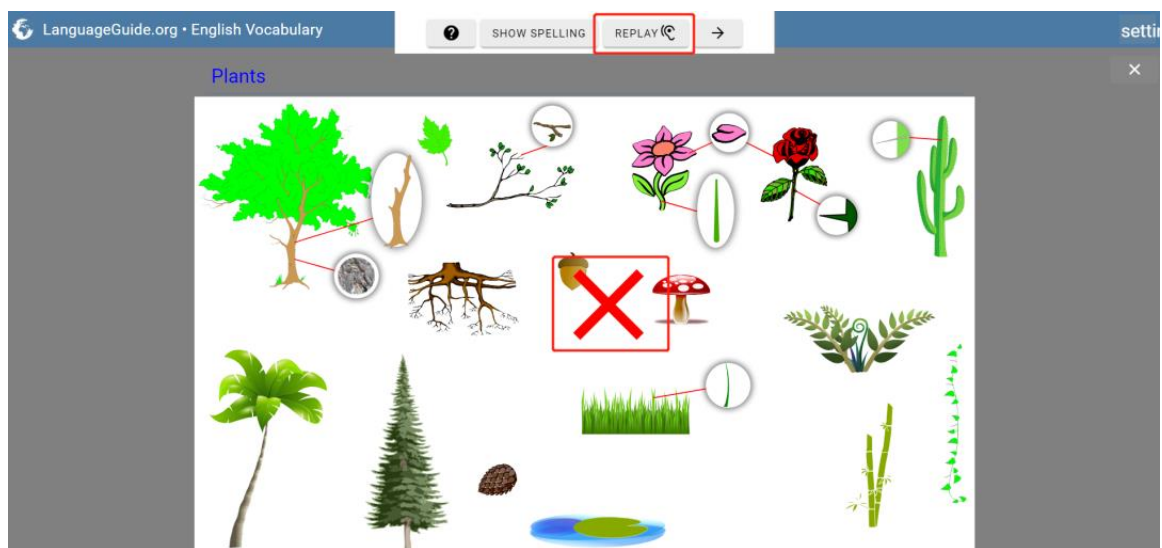 LanguageGuide.org • English Vocabulary
SHOW SPELLING
REPLAY
Plants